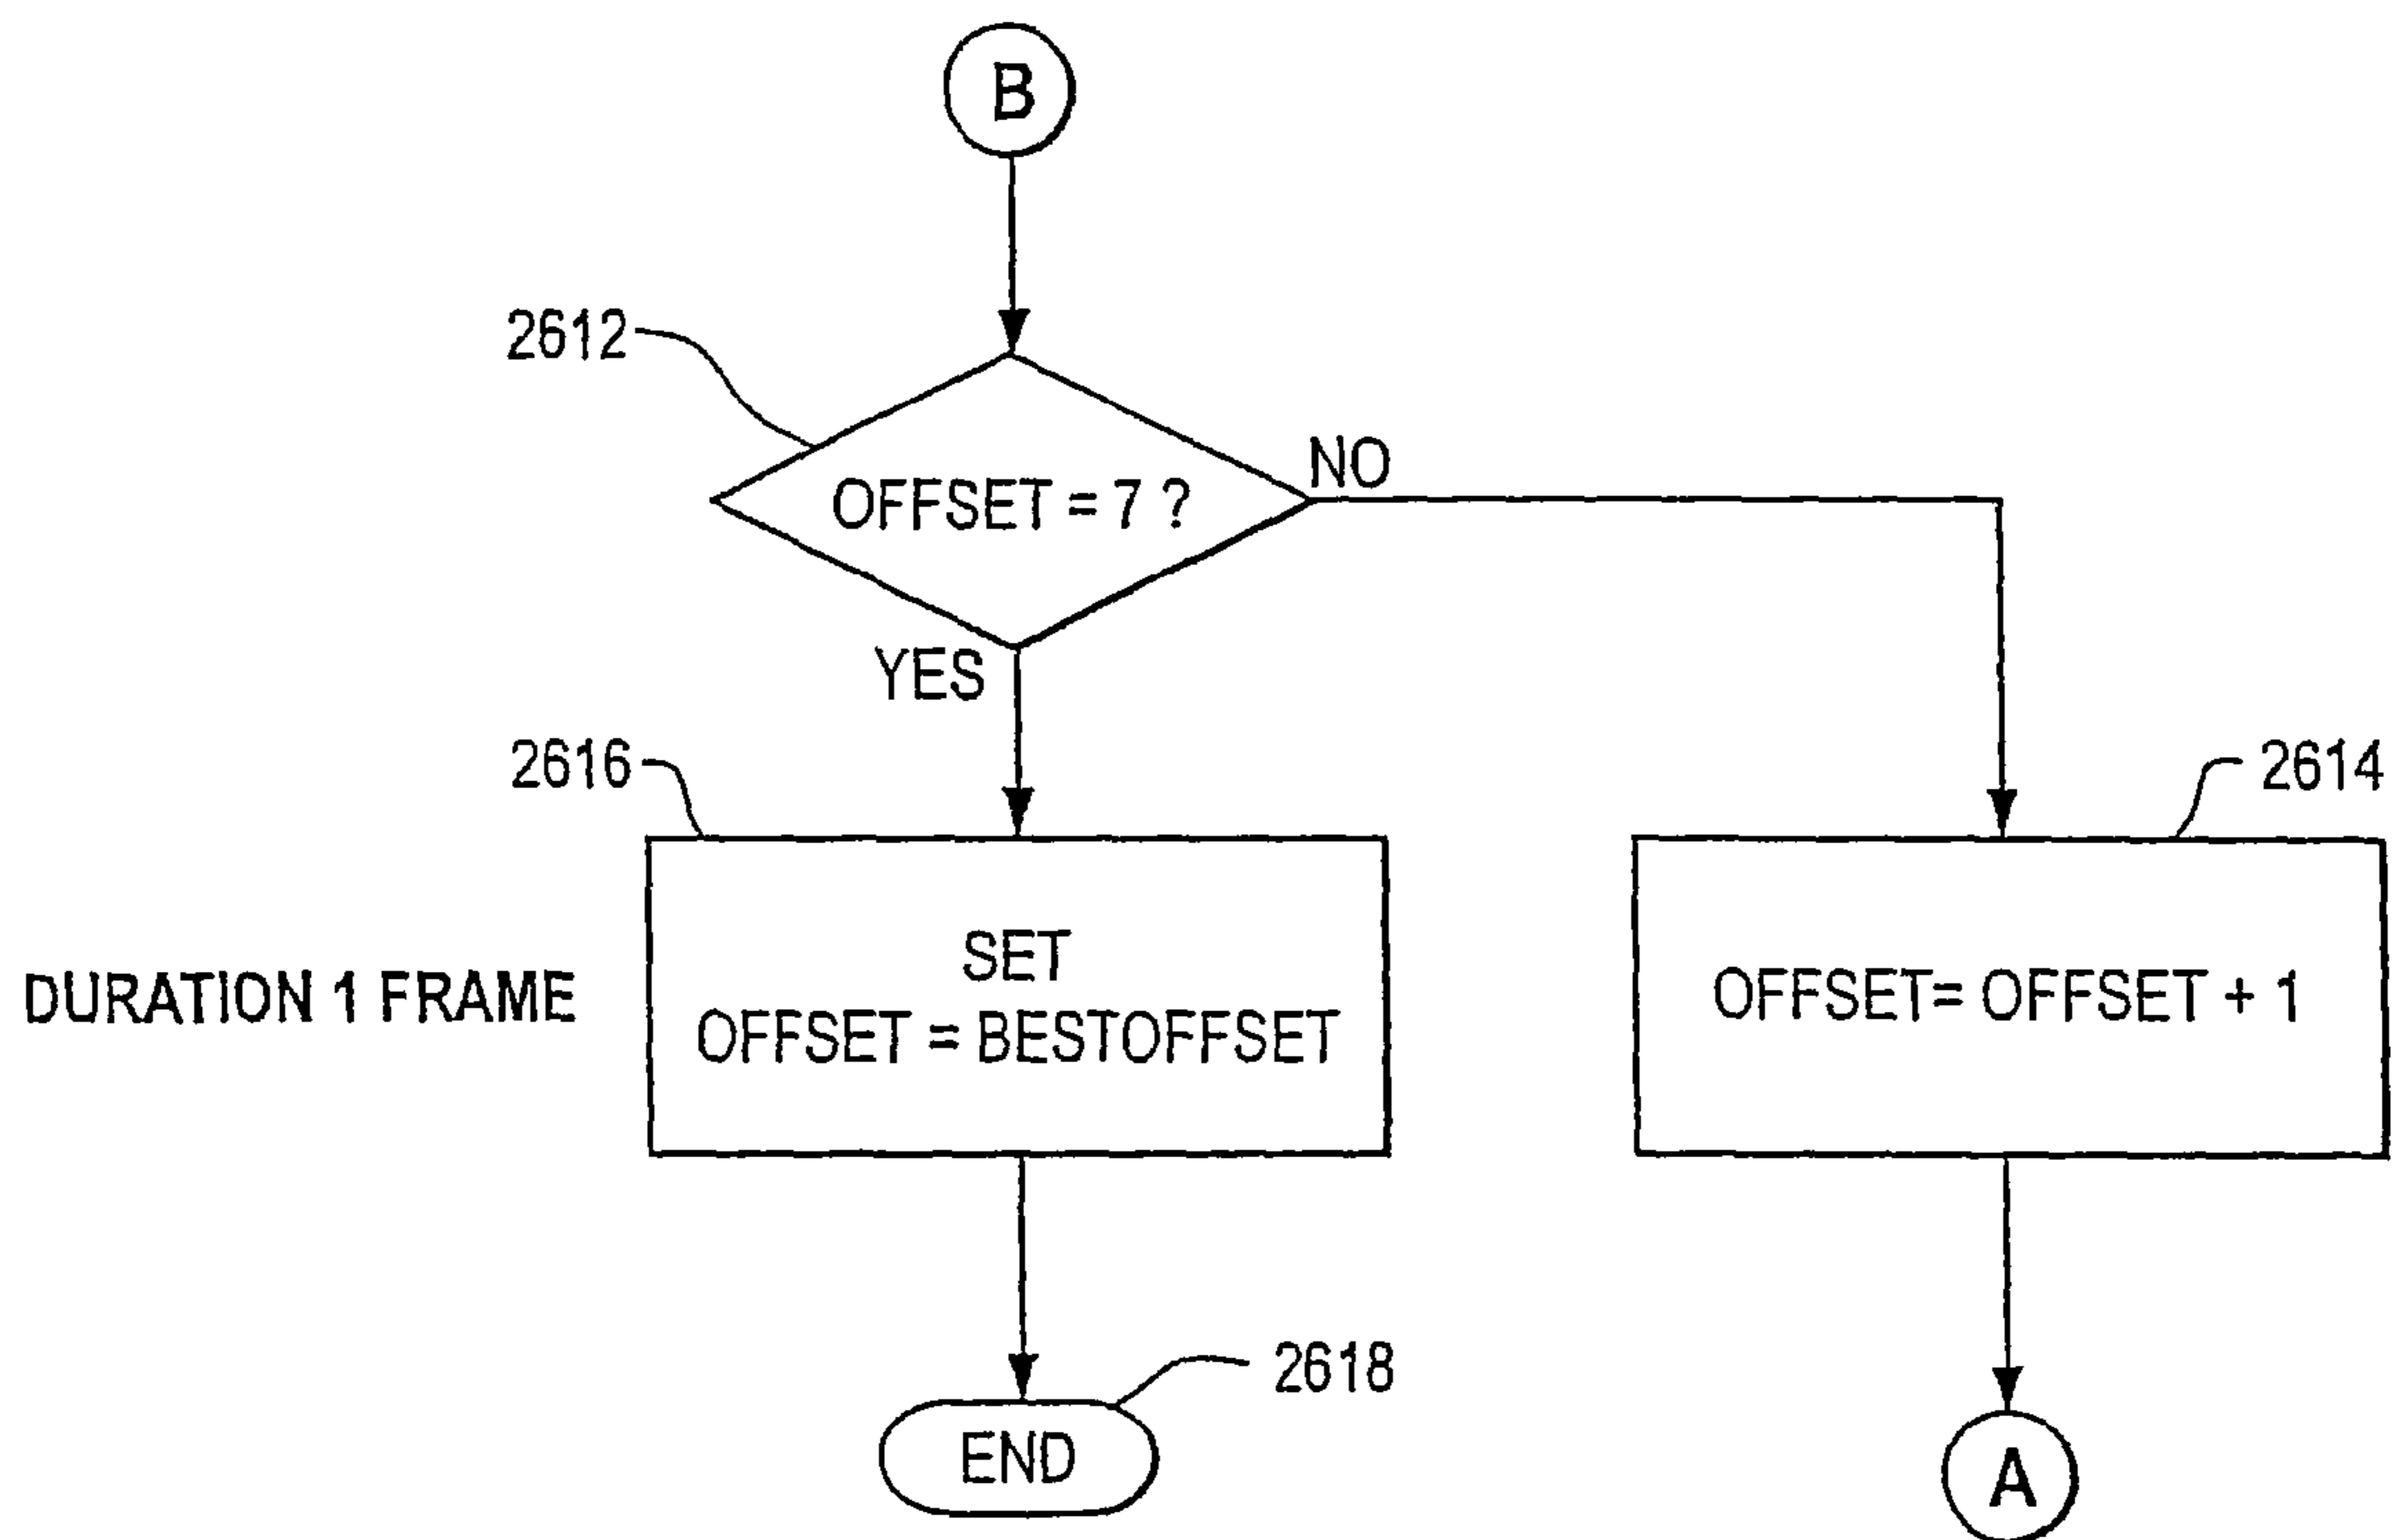 B
2612
OFFSET = 7 ?
NO
YES
2616
2614
SET
OFFSET = BESTOFFSET
DURATION 1 FRAME
OFFSET= OFFSET + 1
2618
END
A